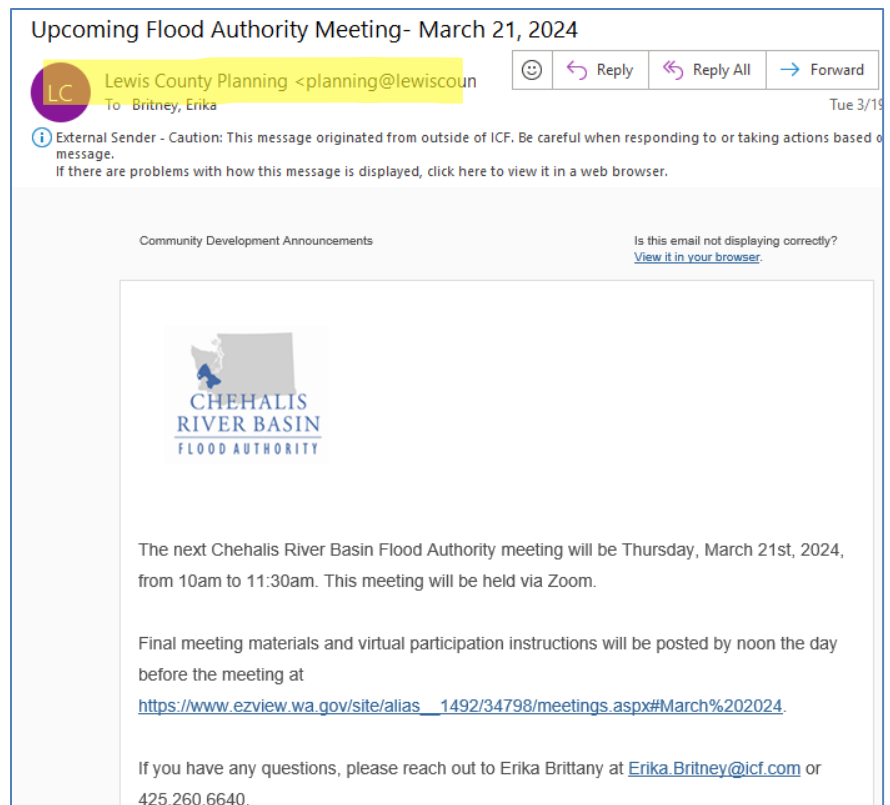 Upcoming Flood Authority Meeting- March 21, 2024
LC
Lewis County Planning <planning@lewiscoun
Reply
Reply All
Forward
To Britney, Erika
Tue 3/19
External Sender - Caution: This message originated from outside of ICF. Be careful when responding to or taking actions based o
message.
If there are problems with how this message is displayed, click here to view it in a web browser.
Community Development Announcements
Is this email not displaying correctly?
View it in your browser.
CHEHALIS
RIVER BASIN
FLOOD AUTHORITY
The next Chehalis River Basin Flood Authority meeting will be Thursday, March 21st, 2024,
from 10am to 11:30am. This meeting will be held via Zoom.
Final meeting materials and virtual participation instructions will be posted by noon the day
before the meeting at
https://www.ezview.wa.gov/site/alias__1492/34798/meetings.aspx#March%202024.
If you have any questions, please reach out to Erika Brittany at Erika.Britney@icf.com or
425.260.6640.